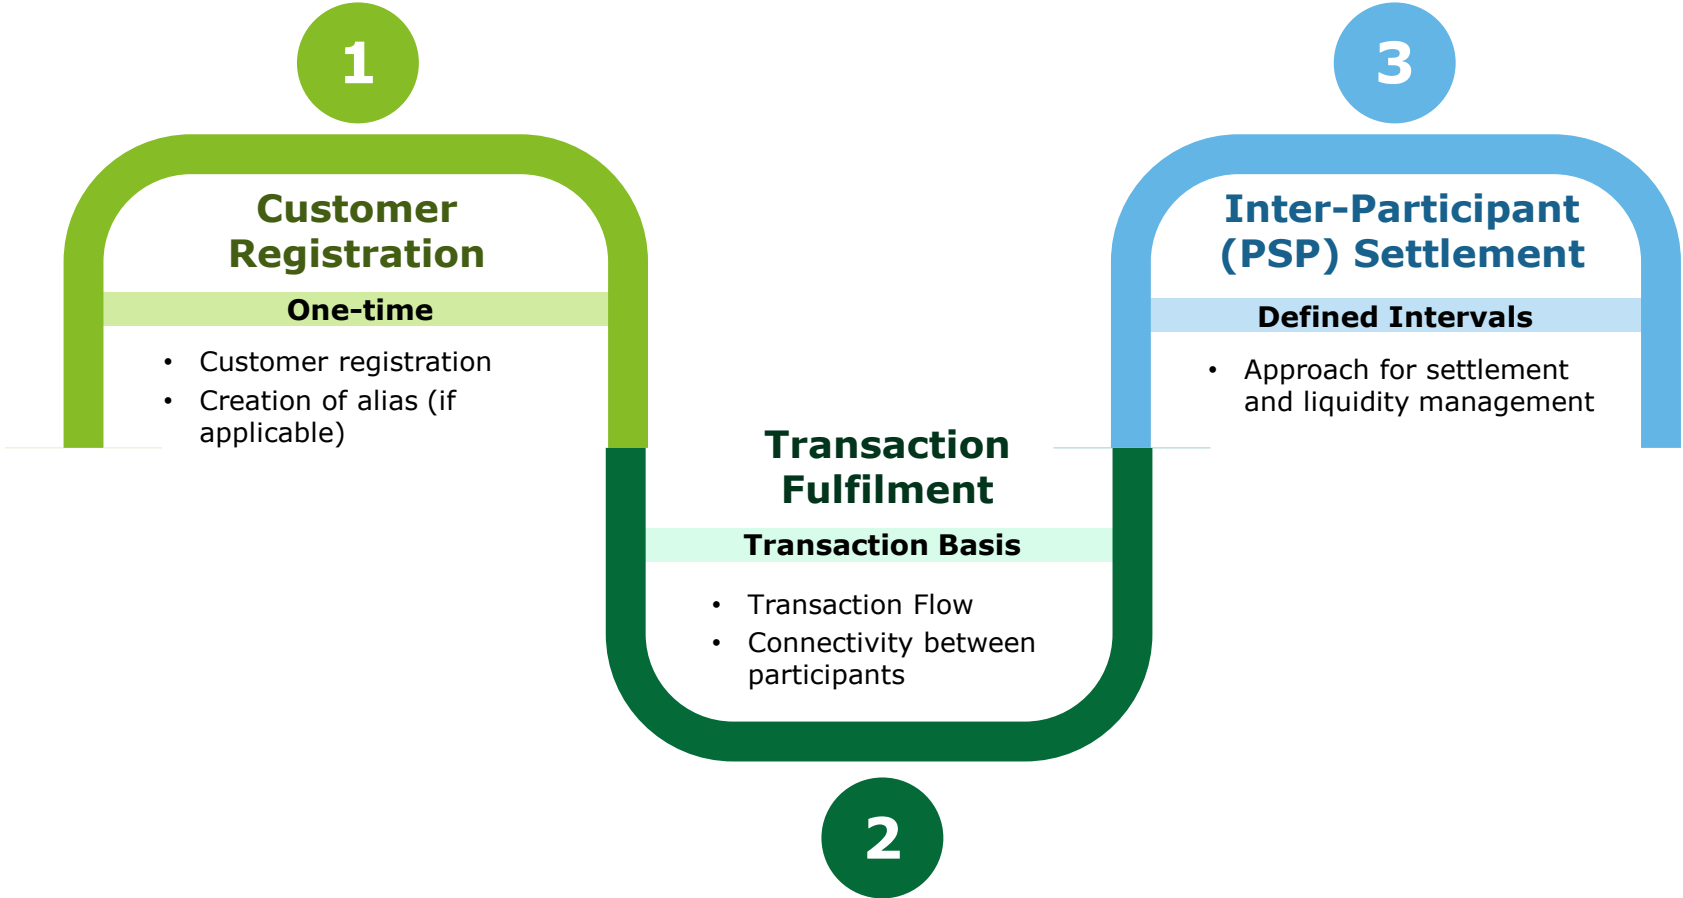 1
Customer
Registration
One-time
• Customer registration
• Creation of alias (if
applicable)
2
Transaction
Fulfilment
Transaction Basis
• Transaction Flow
• Connectivity between
participants
3
Inter-Participant
(PSP) Settlement
Defined Intervals
• Approach for settlement
and liquidity management